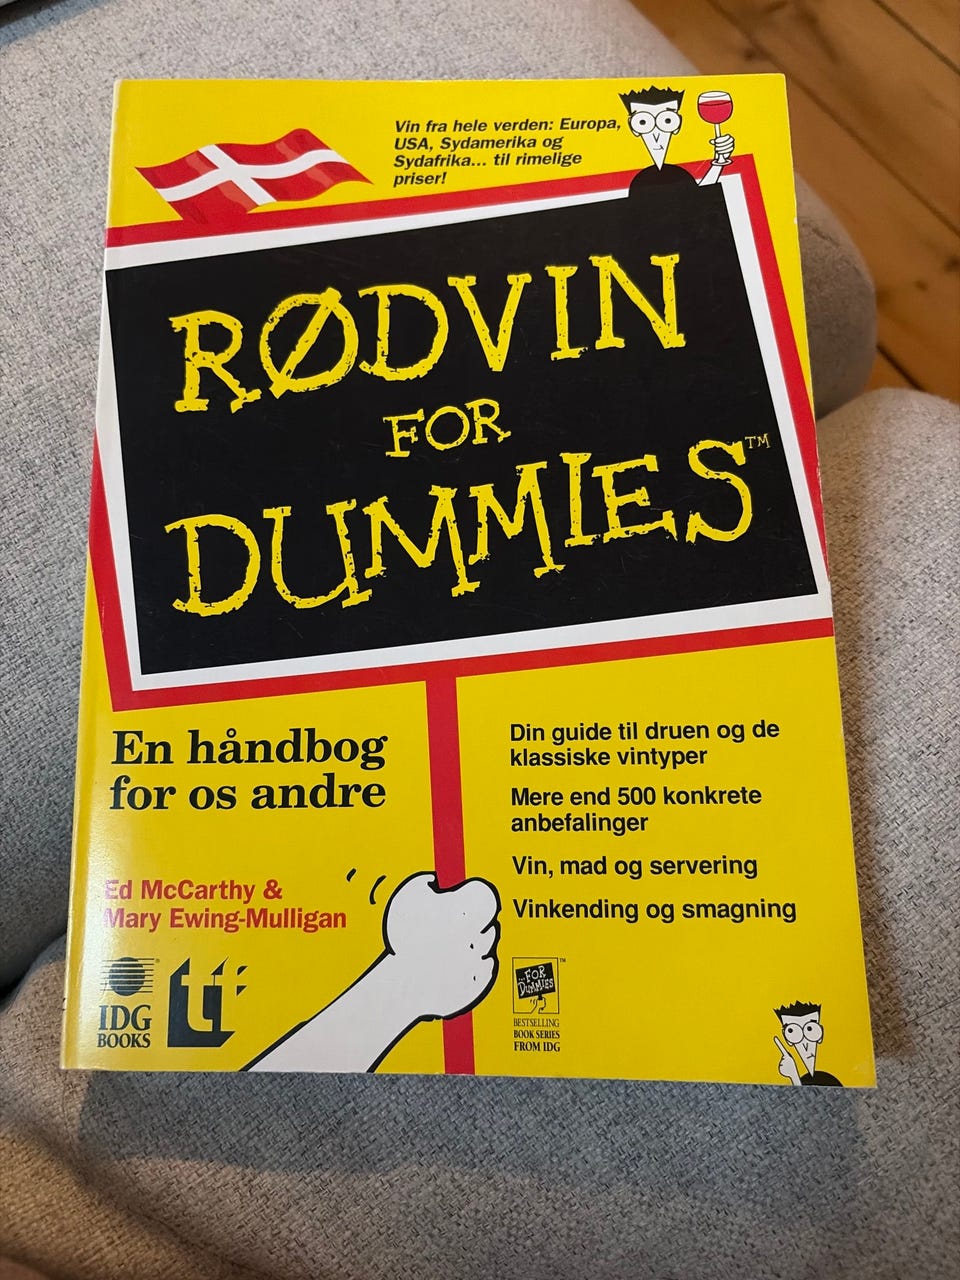 Vin fra hele verden: Europa,
USA, Sydamerika og
Sydafrika... til rimelige
priser!
RØDVIN
FOR
DUMMIES™
En håndbog
for os andre
Din guide til druen og de
klassiske vintyper
Mere end 500 konkrete
anbefalinger
Vin, mad og servering
Vinkending og smagning
Ed McCarthy &
Mary Ewing-Mulligan
IDG
BOOKS
®
tf
...FOR
DUMMIES
™
BESTSELLING
BOOK SERIES
FROM IDG